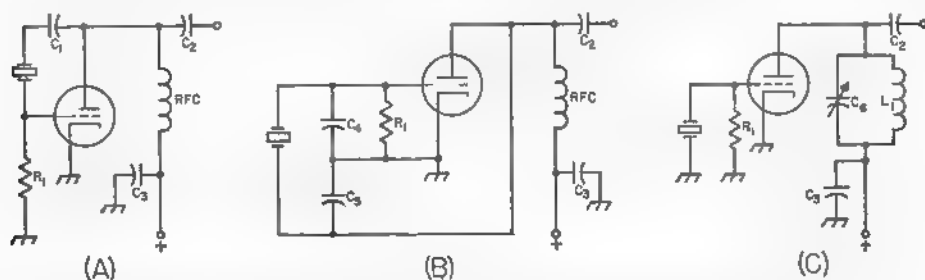 C1
C2
RFC
R1
C3
+
(A)
C2
RFC
C4
R1
C5
C3
+
(B)
C2
R1
C6
L1
C3
+
(C)